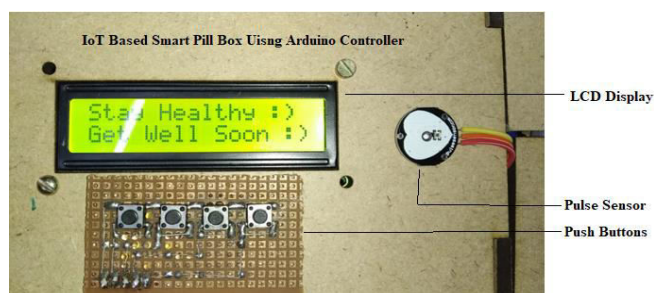 IoT Based Smart Pill Box Uisng Arduino Controller
Stay Healthy :)
Get Well Soon :)
LCD Display
Pulse Sensor
Push Buttons